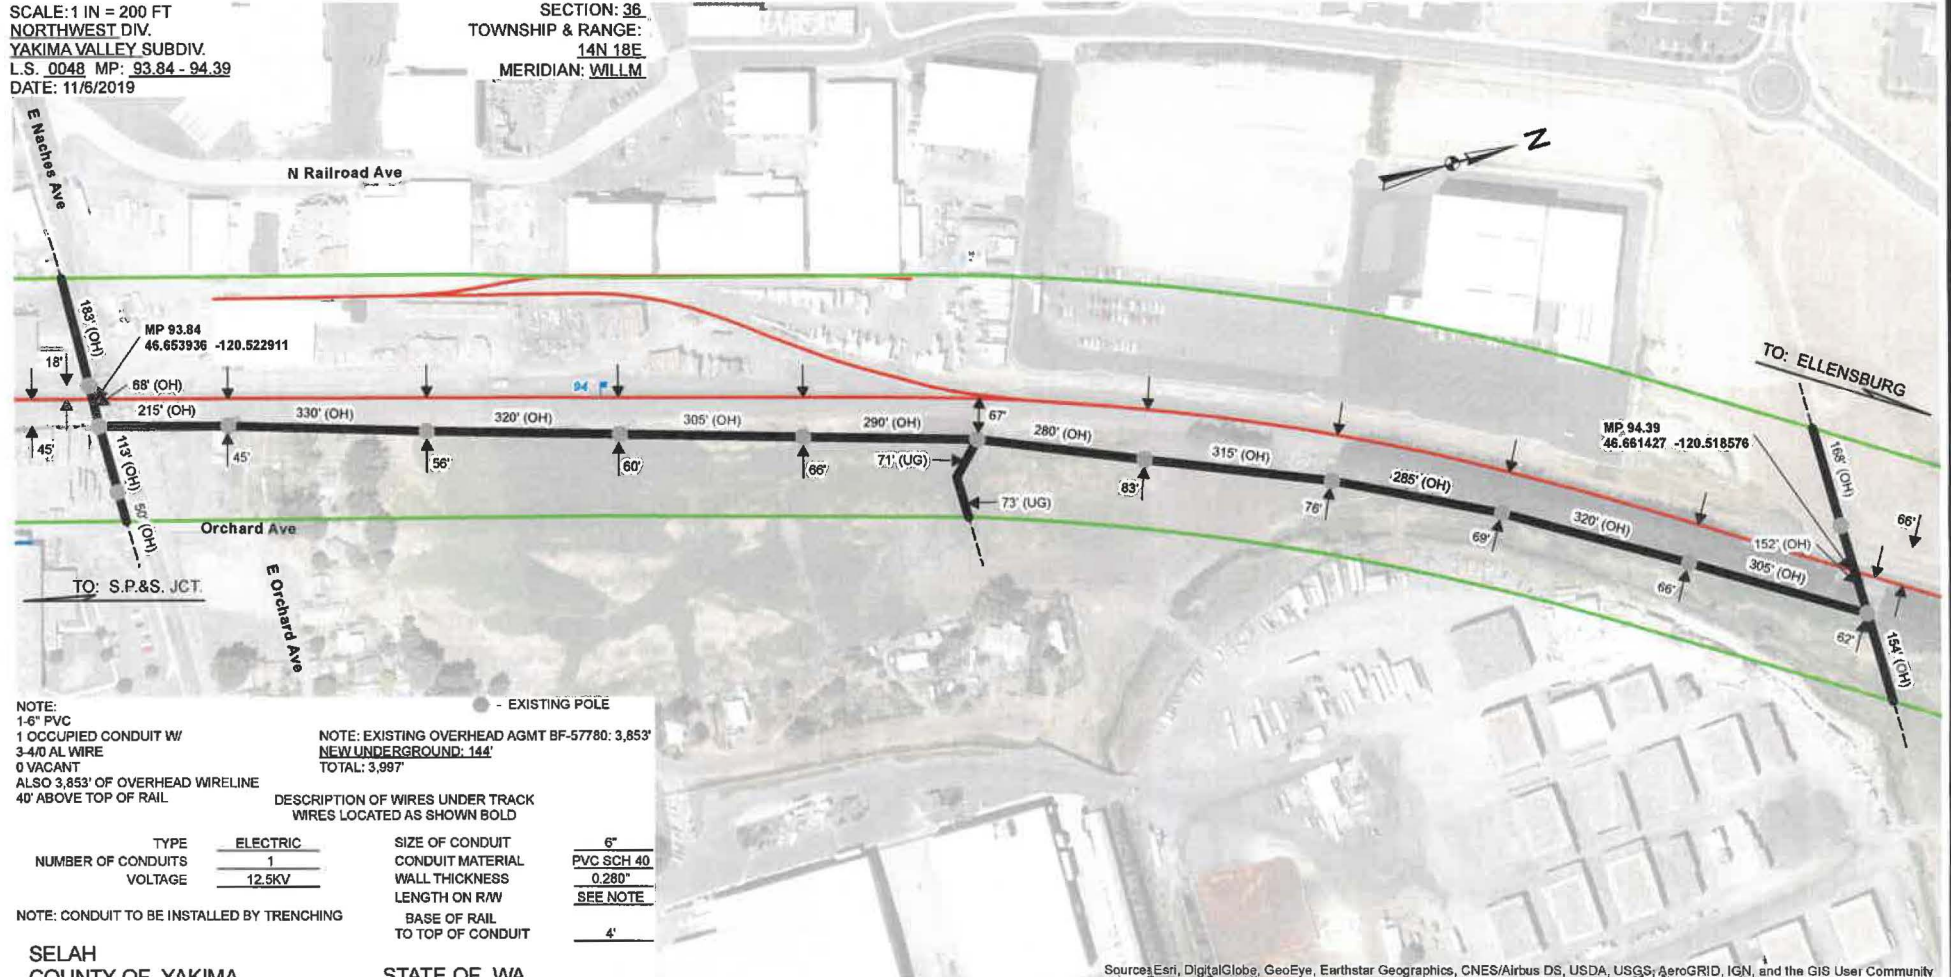 SCALE: 1 IN = 200 FT
NORTHWEST DIV.
YAKIMA VALLEY SUBDIV.
L.S. 0048 MP: 93.84 - 94.39
DATE: 11/6/2019
SECTION: 36
TOWNSHIP & RANGE:
14N 18E
MERIDIAN: WILLM
E Naches Ave
N Railroad Ave
N
TO: ELLENSBURG
183' (OH)
MP 93.84
46.653936 -120.522911
18'
68' (OH)
94
215' (OH)
330' (OH)
320' (OH)
305' (OH)
290' (OH)
67'
280' (OH)
315' (OH)
285' (OH)
320' (OH)
152' (OH)
305' (OH)
MP 94.39
46.661427 -120.518576
168' (OH)
66'
45'
113' (OH)
45'
56'
60'
66'
71' (UG)
83'
76'
69'
66'
62'
154' (OH)
50' (OH)
73' (UG)
Orchard Ave
E Orchard Ave
TO: S.P.&S. JCT.
NOTE:
1-6" PVC
1 OCCUPIED CONDUIT W/
3-4/0 AL WIRE
0 VACANT
ALSO 3,853' OF OVERHEAD WIRELINE
40' ABOVE TOP OF RAIL
- EXISTING POLE
NOTE: EXISTING OVERHEAD AGMT BF-57780: 3,853'
NEW UNDERGROUND: 144'
TOTAL: 3,997'
DESCRIPTION OF WIRES UNDER TRACK
WIRES LOCATED AS SHOWN BOLD
TYPE ELECTRIC
NUMBER OF CONDUITS 1
VOLTAGE 12.5KV
SIZE OF CONDUIT 6"
CONDUIT MATERIAL PVC SCH 40
WALL THICKNESS 0.280"
LENGTH ON R/W SEE NOTE
BASE OF RAIL
TO TOP OF CONDUIT 4'
NOTE: CONDUIT TO BE INSTALLED BY TRENCHING
SELAH
COUNTY OF YAKIMA
STATE OF WA
Source: Esri, DigitalGlobe, GeoEye, Earthstar Geographics, CNES/Airbus DS, USDA, USGS, AeroGRID, IGN, and the GIS User Community